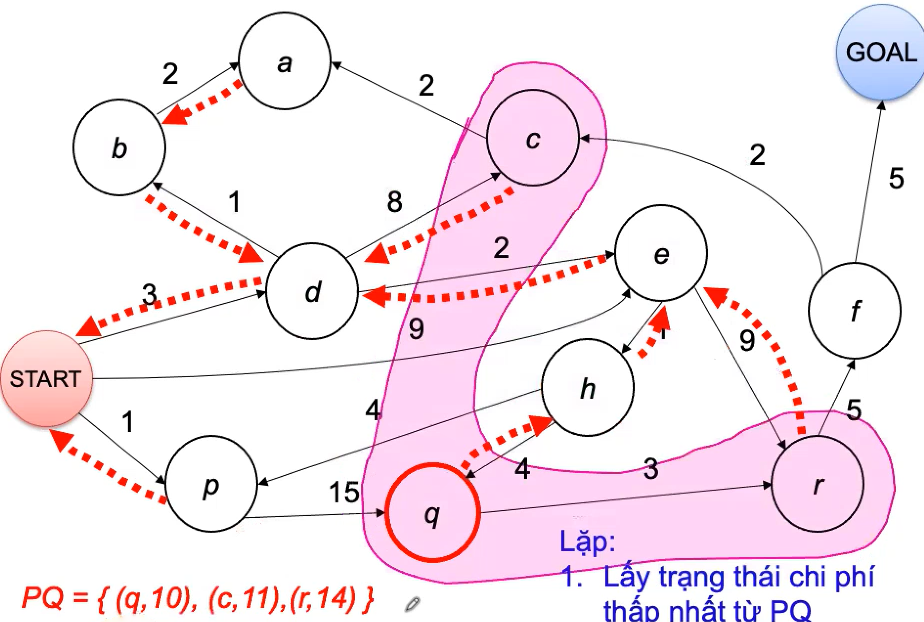 a
GOAL
2
2
c
b
2
1
8
5
2
e
d
3
f
9
9
START
h
1
4
5
p
4
3
15
r
q
Lặp:
1. Lấy trạng thái chi phí
thấp nhất từ PQ
PQ = { (q,10), (c,11),(r,14) }